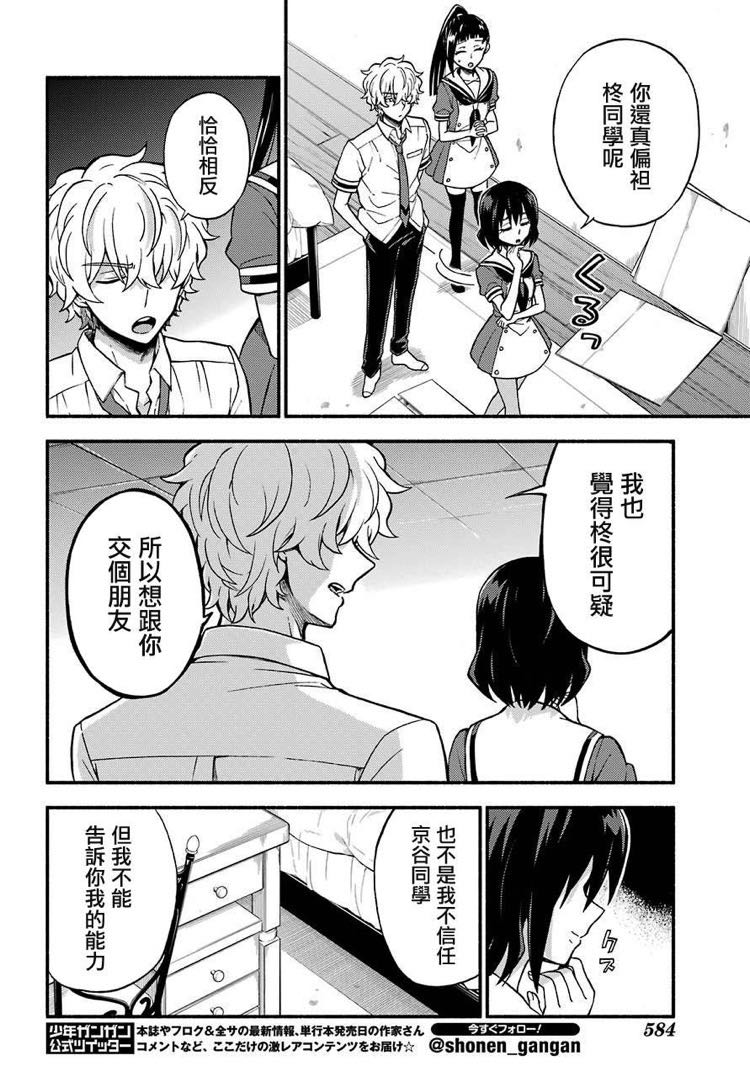 你還真偏袒
柊同學呢
くるっ
恰恰相反
我也
覺得柊很可疑
所以想跟你
交個朋友
クス
也不是我不信任
京谷同學
但我不能
告訴你我的能力
少年ガンガン
公式ツイッター
本誌やフロク＆全サの最新情報、単行本発売日の作家さん
コメントなど、ここだけの激レアコンテンツをお届け☆
今すぐフォロー！
@shonen_gangan
584